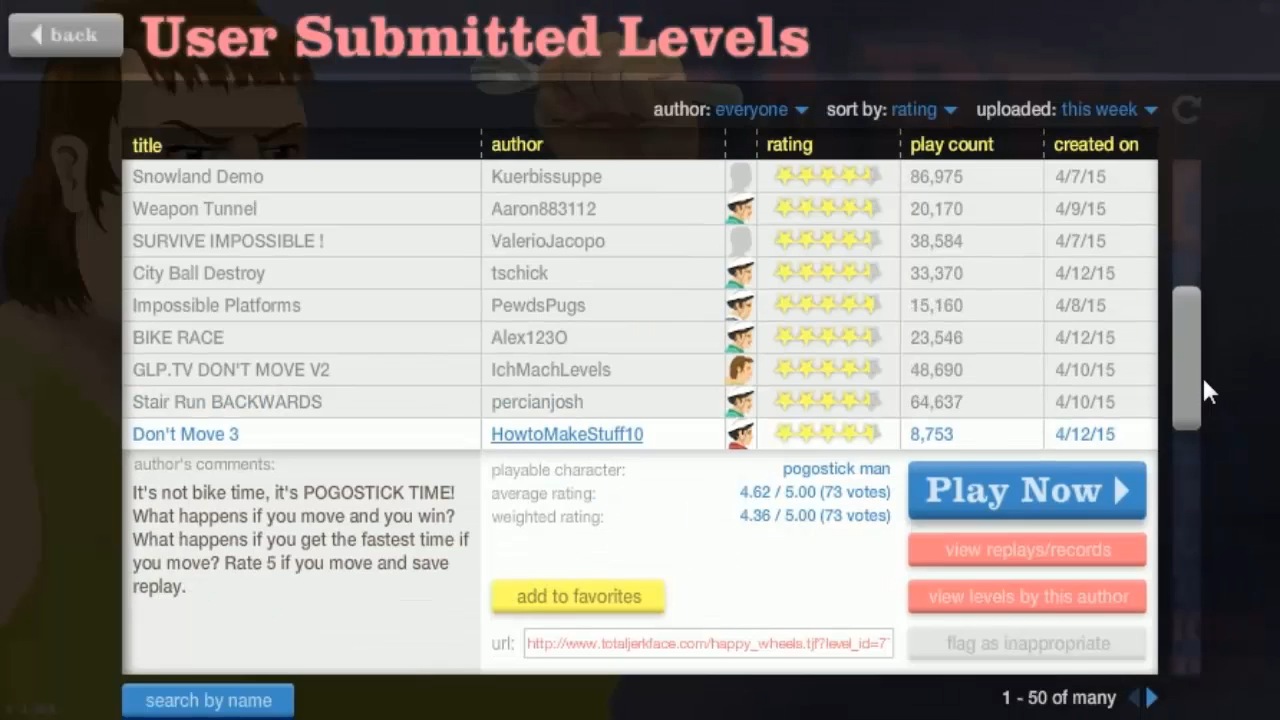 back
User Submitted Levels
author: everyone sort by: rating uploaded: this week
title author rating play count created on
Snowland Demo Kuerbissuppe 86,975 4/7/15
Weapon Tunnel Aaron883112 20,170 4/9/15
SURVIVE IMPOSSIBLE ! ValerioJacopo 38,584 4/7/15
City Ball Destroy tschick 33,370 4/12/15
Impossible Platforms PewdsPugs 15,160 4/8/15
BIKE RACE Alex123O 23,546 4/12/15
GLP.TV DON'T MOVE V2 IchMachLevels 48,690 4/10/15
Stair Run BACKWARDS percianjosh 64,637 4/10/15
Don't Move 3 HowtoMakeStuff10 8,753 4/12/15
author's comments:
It's not bike time, it's POGOSTICK TIME!
What happens if you move and you win?
What happens if you get the fastest time if
you move? Rate 5 if you move and save
replay.
playable character: pogostick man
average rating: 4.62 / 5.00 (73 votes)
weighted rating: 4.36 / 5.00 (73 votes)
add to favorites
url: http://www.totaljerkface.com/happy_wheels.tjf?level_id=7
Play Now
view replays/records
view levels by this author
flag as inappropriate
search by name
1 - 50 of many